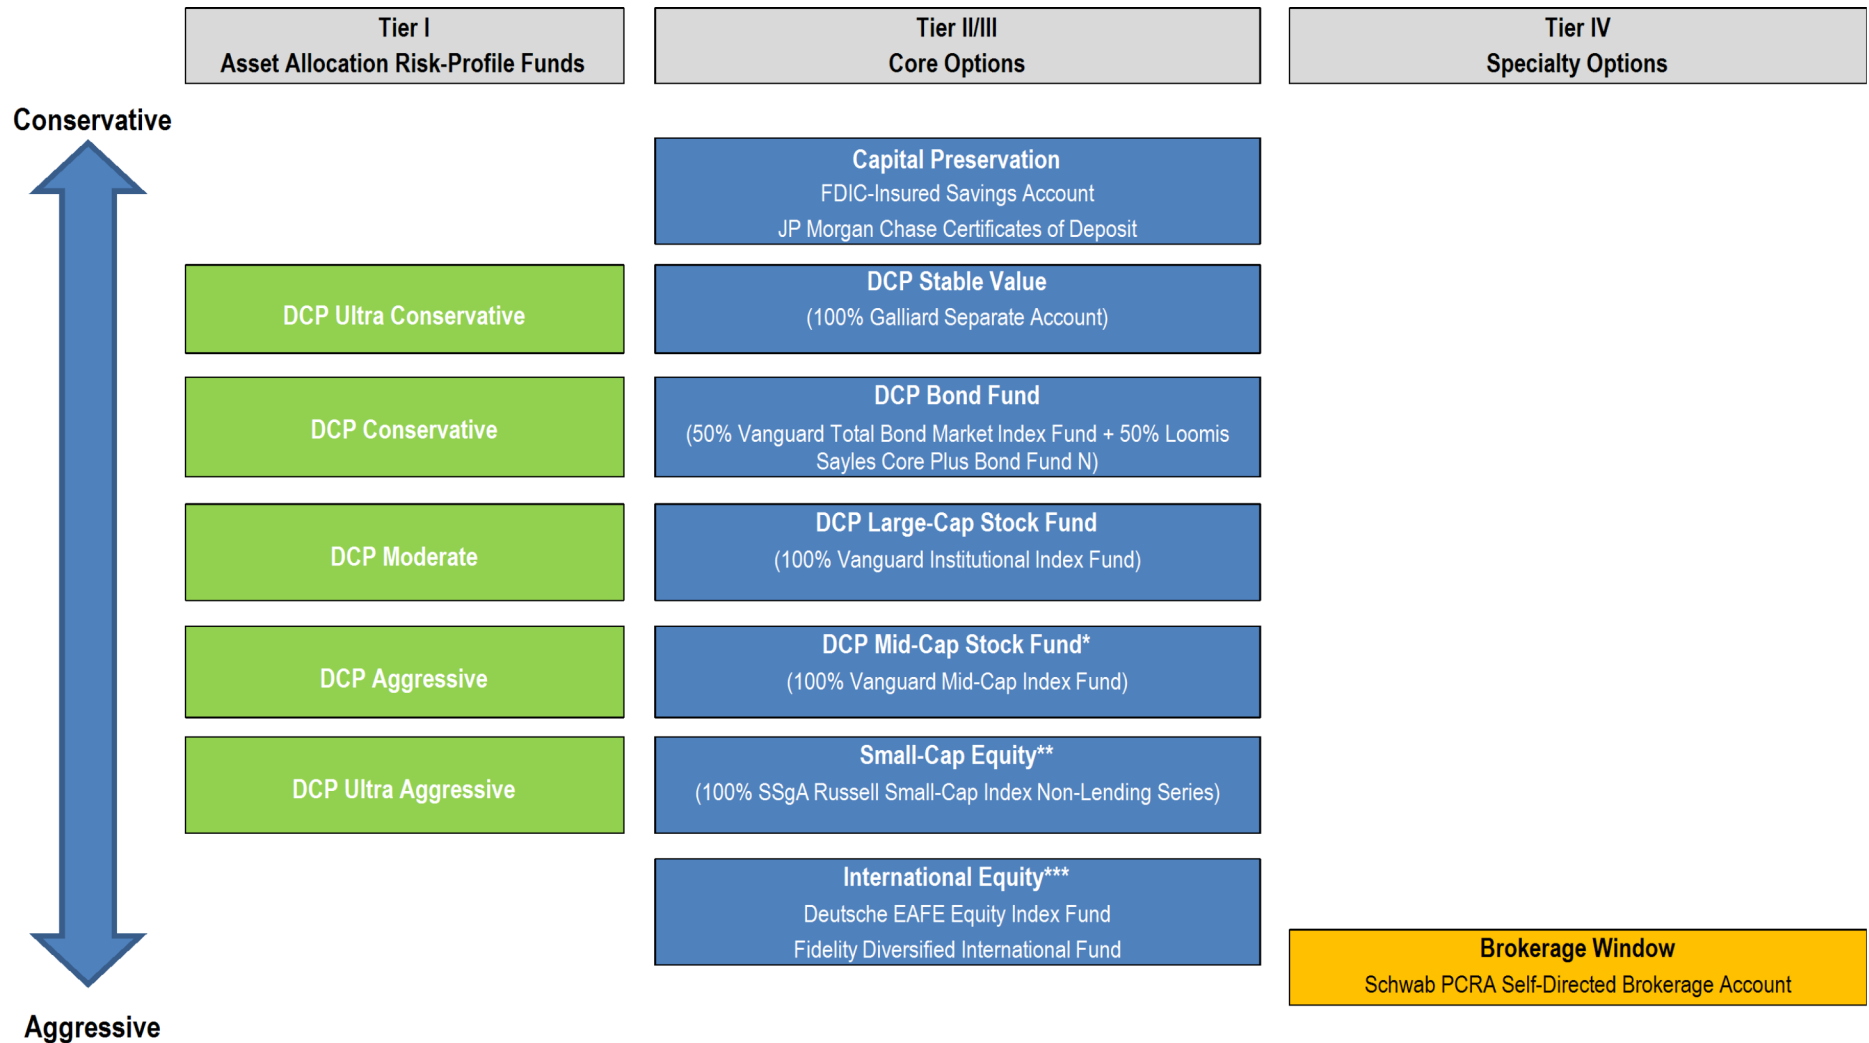 Tier I
Asset Allocation Risk-Profile Funds
Tier II/III
Core Options
Tier IV
Specialty Options
Conservative
Capital Preservation
FDIC-Insured Savings Account
JP Morgan Chase Certificates of Deposit
DCP Ultra Conservative
DCP Stable Value
(100% Galliard Separate Account)
DCP Conservative
DCP Bond Fund
(50% Vanguard Total Bond Market Index Fund + 50% Loomis
Sayles Core Plus Bond Fund N)
DCP Moderate
DCP Large-Cap Stock Fund
(100% Vanguard Institutional Index Fund)
DCP Aggressive
DCP Mid-Cap Stock Fund*
(100% Vanguard Mid-Cap Index Fund)
DCP Ultra Aggressive
Small-Cap Equity**
(100% SSgA Russell Small-Cap Index Non-Lending Series)
International Equity***
Deutsche EAFE Equity Index Fund
Fidelity Diversified International Fund
Brokerage Window
Schwab PCRA Self-Directed Brokerage Account
Aggressive